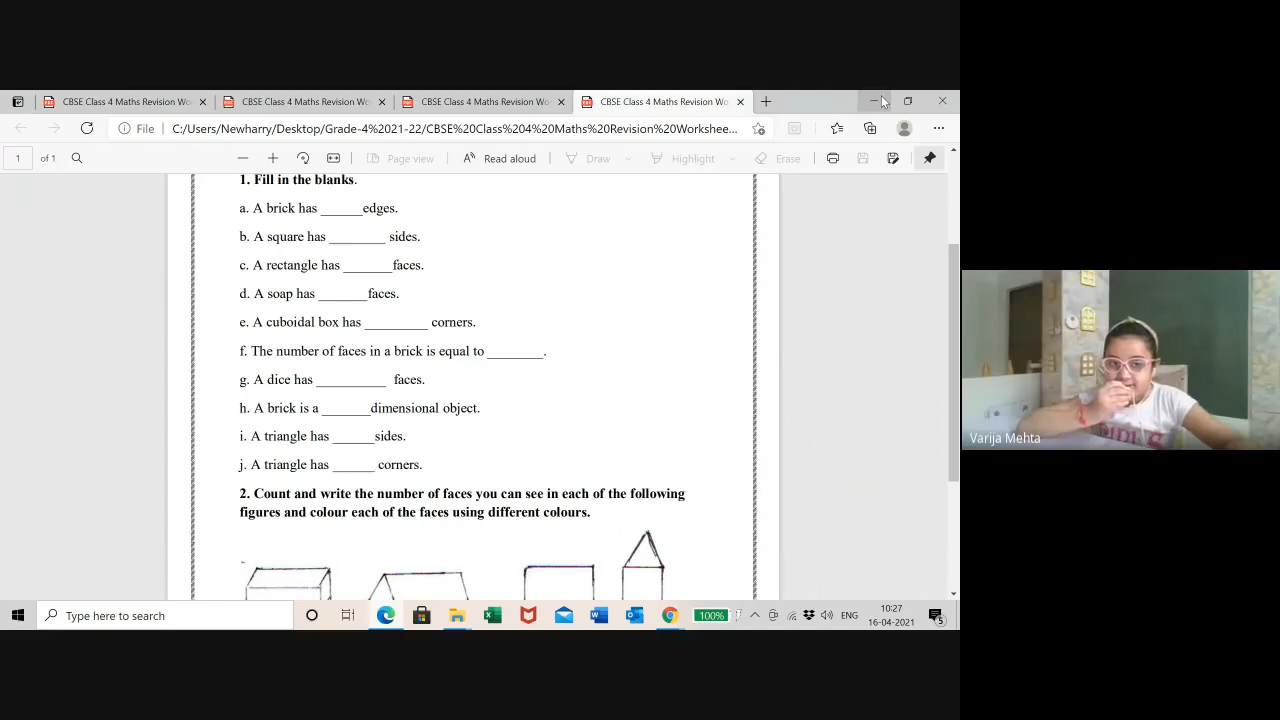 CBSE Class 4 Maths Revision Wo
CBSE Class 4 Maths Revision Wo
CBSE Class 4 Maths Revision Wo
CBSE Class 4 Maths Revision Wo
File
C:/Users/Newharry/Desktop/Grade-4%2021-22/CBSE%20Class%204%20Maths%20Revision%20Workshee...
1 of 1
Page view
Read aloud
Draw
Highlight
Erase
1. Fill in the blanks.
a. A brick has ______edges.
b. A square has ________ sides.
c. A rectangle has _______faces.
d. A soap has _______faces.
e. A cuboidal box has _________ corners.
f. The number of faces in a brick is equal to ________.
g. A dice has __________ faces.
h. A brick is a _______dimensional object.
i. A triangle has ______sides.
j. A triangle has ______ corners.
2. Count and write the number of faces you can see in each of the following
figures and colour each of the faces using different colours.
Varija Mehta
Type here to search
100%
ENG
10:27
16-04-2021
5